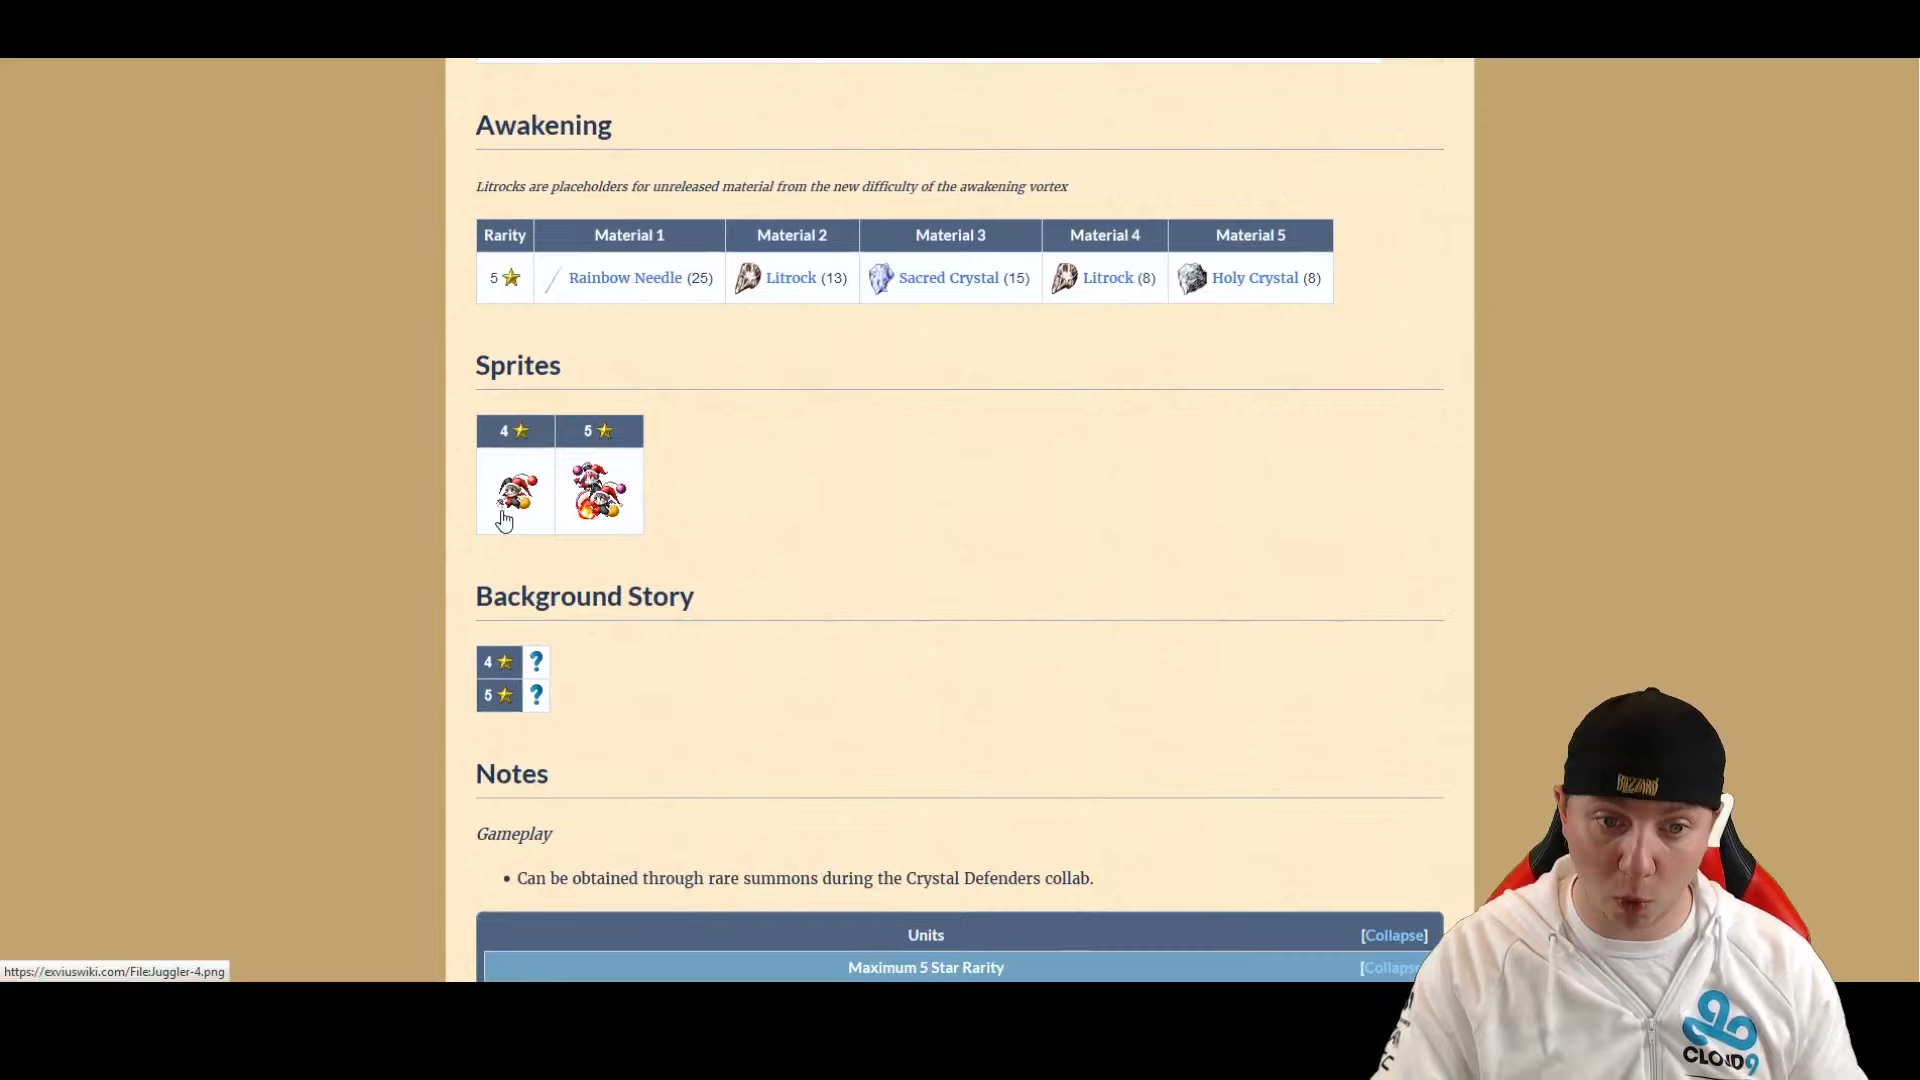 Awakening
Litrocks are placeholders for unreleased material from the new difficulty of the awakening vortex
Rarity Material 1 Material 2 Material 3 Material 4 Material 5
5 Rainbow Needle (25) Litrock (13) Sacred Crystal (15) Litrock (8) Holy Crystal (8)
Sprites
4 5
Background Story
4 ?
5 ?
Notes
Gameplay
• Can be obtained through rare summons during the Crystal Defenders collab.
Units [Collapse]
Maximum 5 Star Rarity [Collapse
https://exviuswiki.com/File:Juggler-4.png
BLIZZARD
CLOUD9